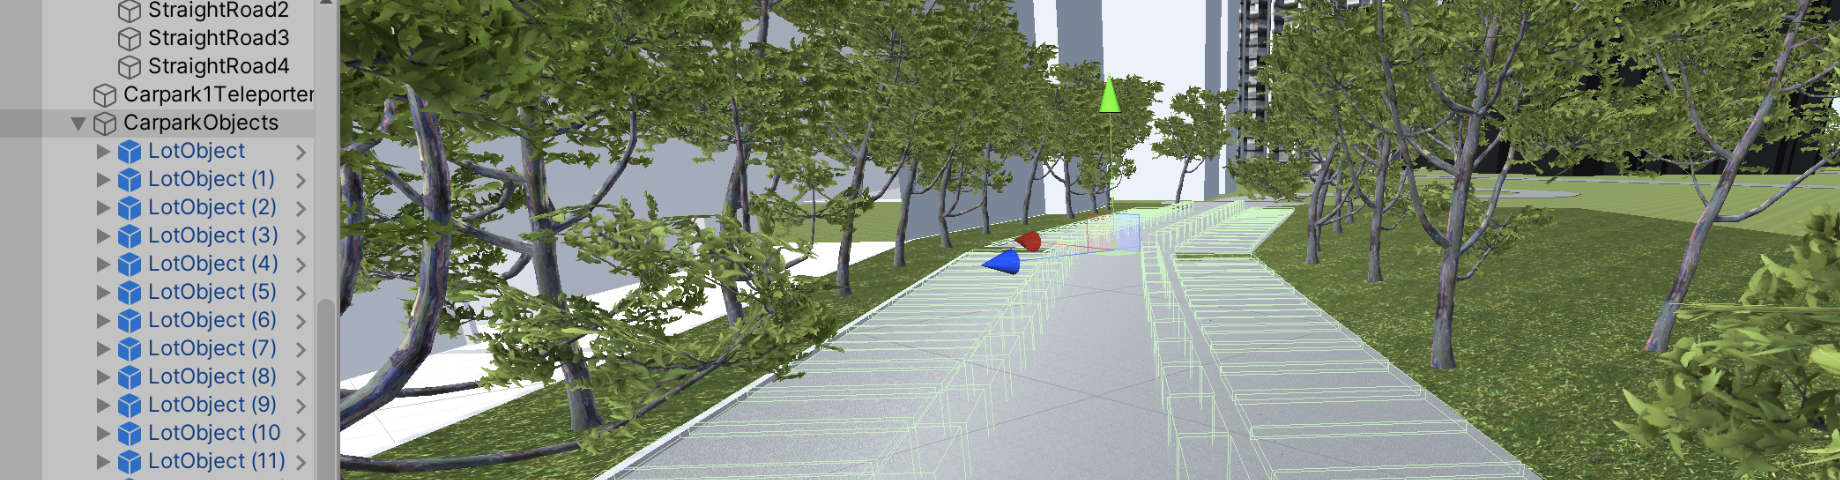 StraightRoad2
StraightRoad3
StraightRoad4
Carpark1Teleporter
CarparkObjects
LotObject
LotObject (1)
LotObject (2)
LotObject (3)
LotObject (4)
LotObject (5)
LotObject (6)
LotObject (7)
LotObject (8)
LotObject (9)
LotObject (10
LotObject (11)